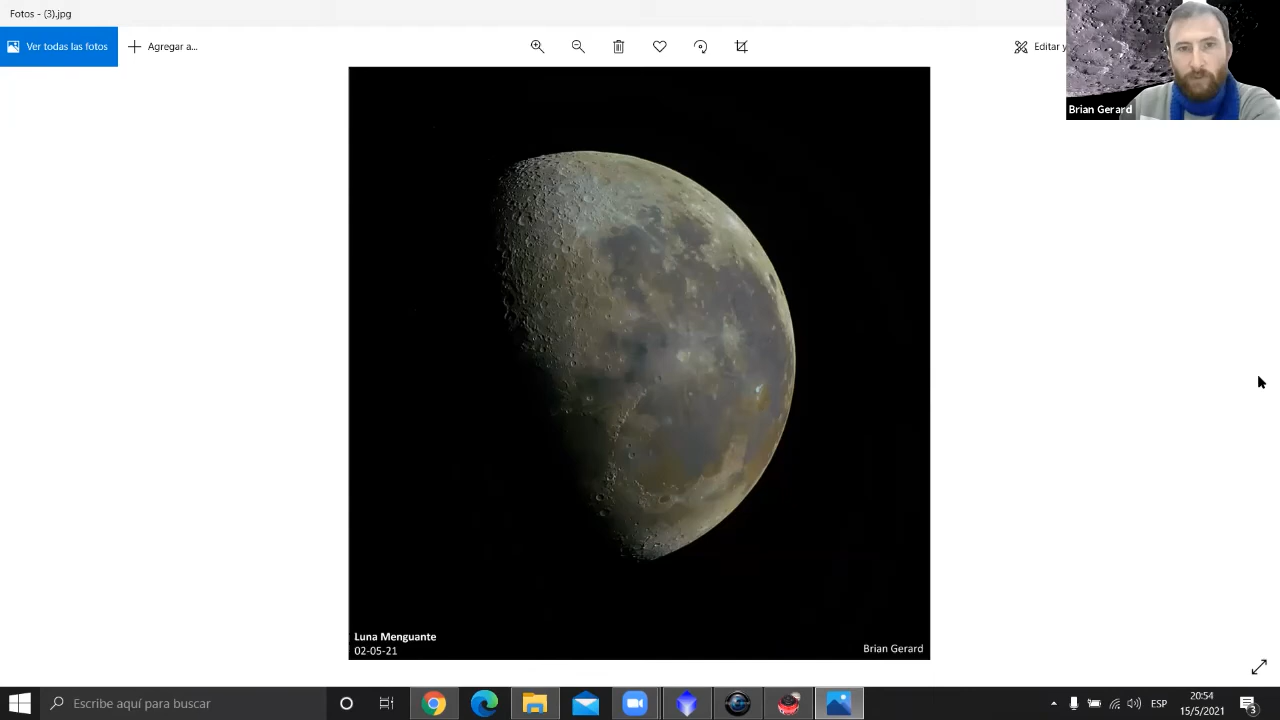 Fotos - (3).jpg
Ver todas las fotos
Agregar a...
Editar y
Brian Gerard
Luna Menguante
02-05-21
Brian Gerard
Escribe aquí para buscar
ESP
20:54
15/5/2021
3